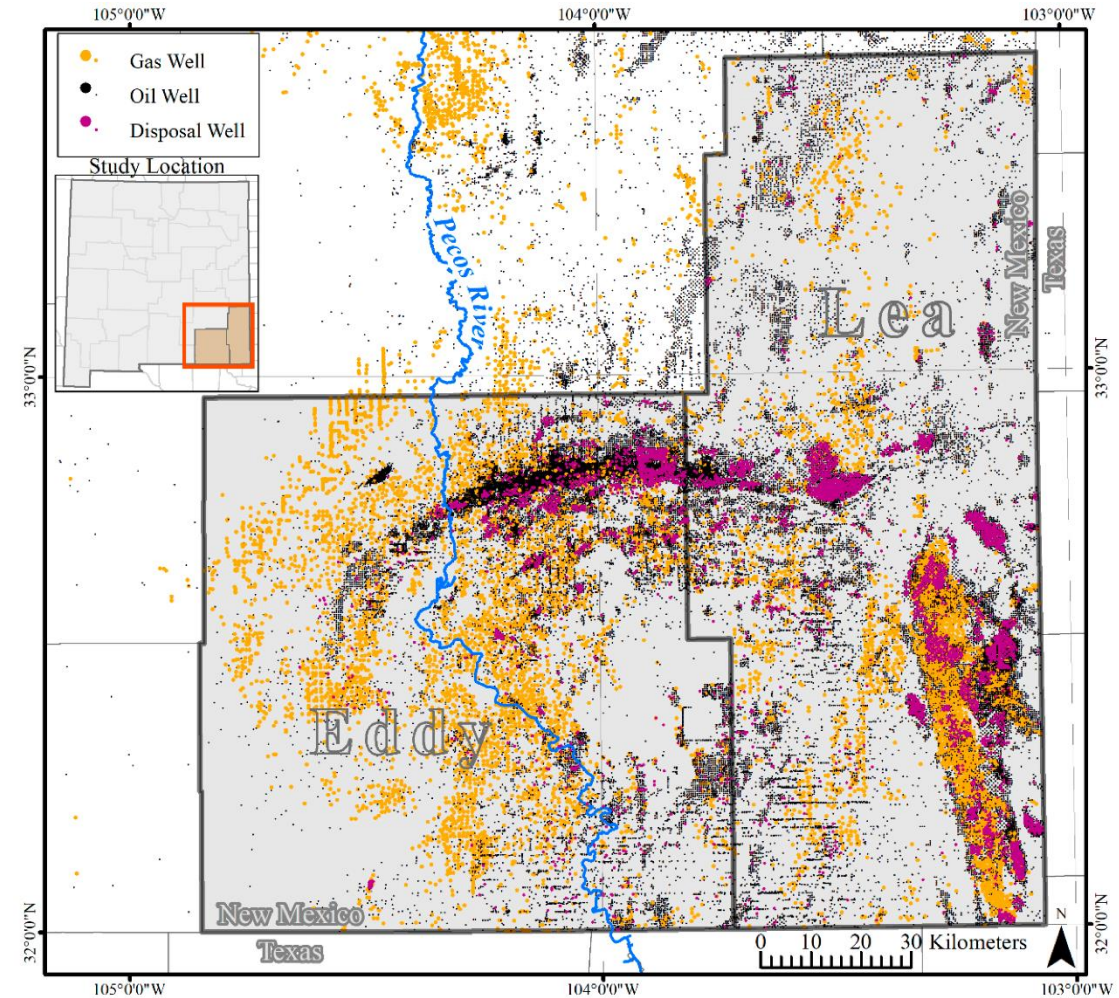 105°0'0"W
104°0'0"W
103°0'0"W
Gas Well
Oil Well
Disposal Well
Study Location
Pecos River
New Mexico
Texas
Lea
33°0'0"N
33°0'0"N
Eddy
New Mexico
Texas
32°0'0"N
32°0'0"N
N
0 10 20 30 Kilometers
105°0'0"W
104°0'0"W
103°0'0"W